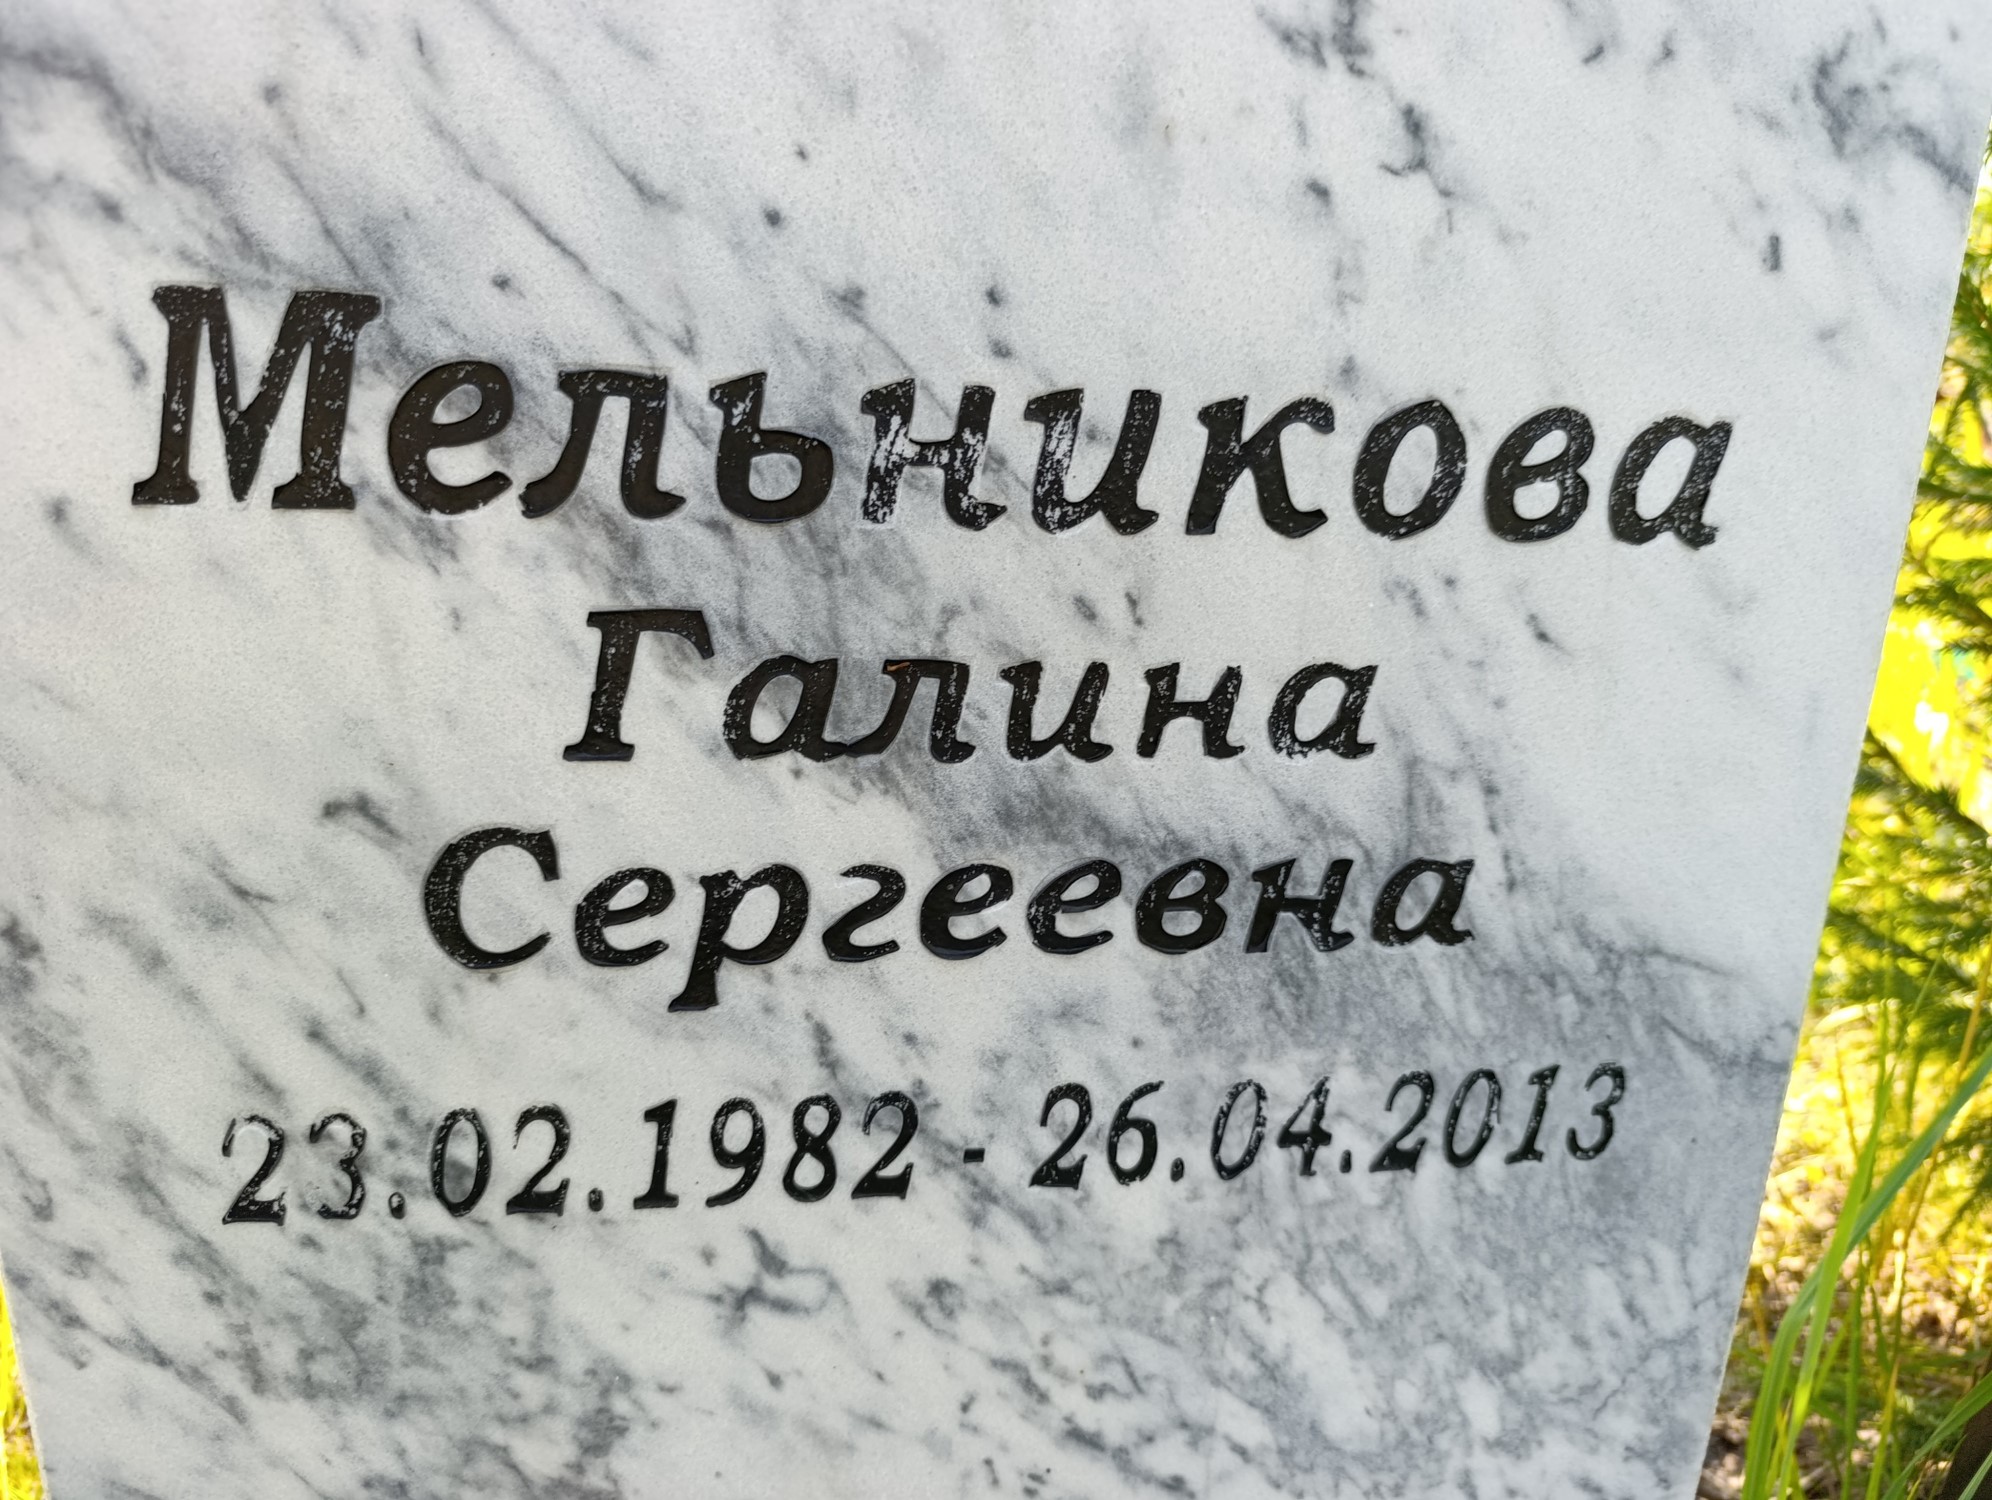 Мельникова
Галина
Сергеевна
23.02.1982 - 26.04.2013